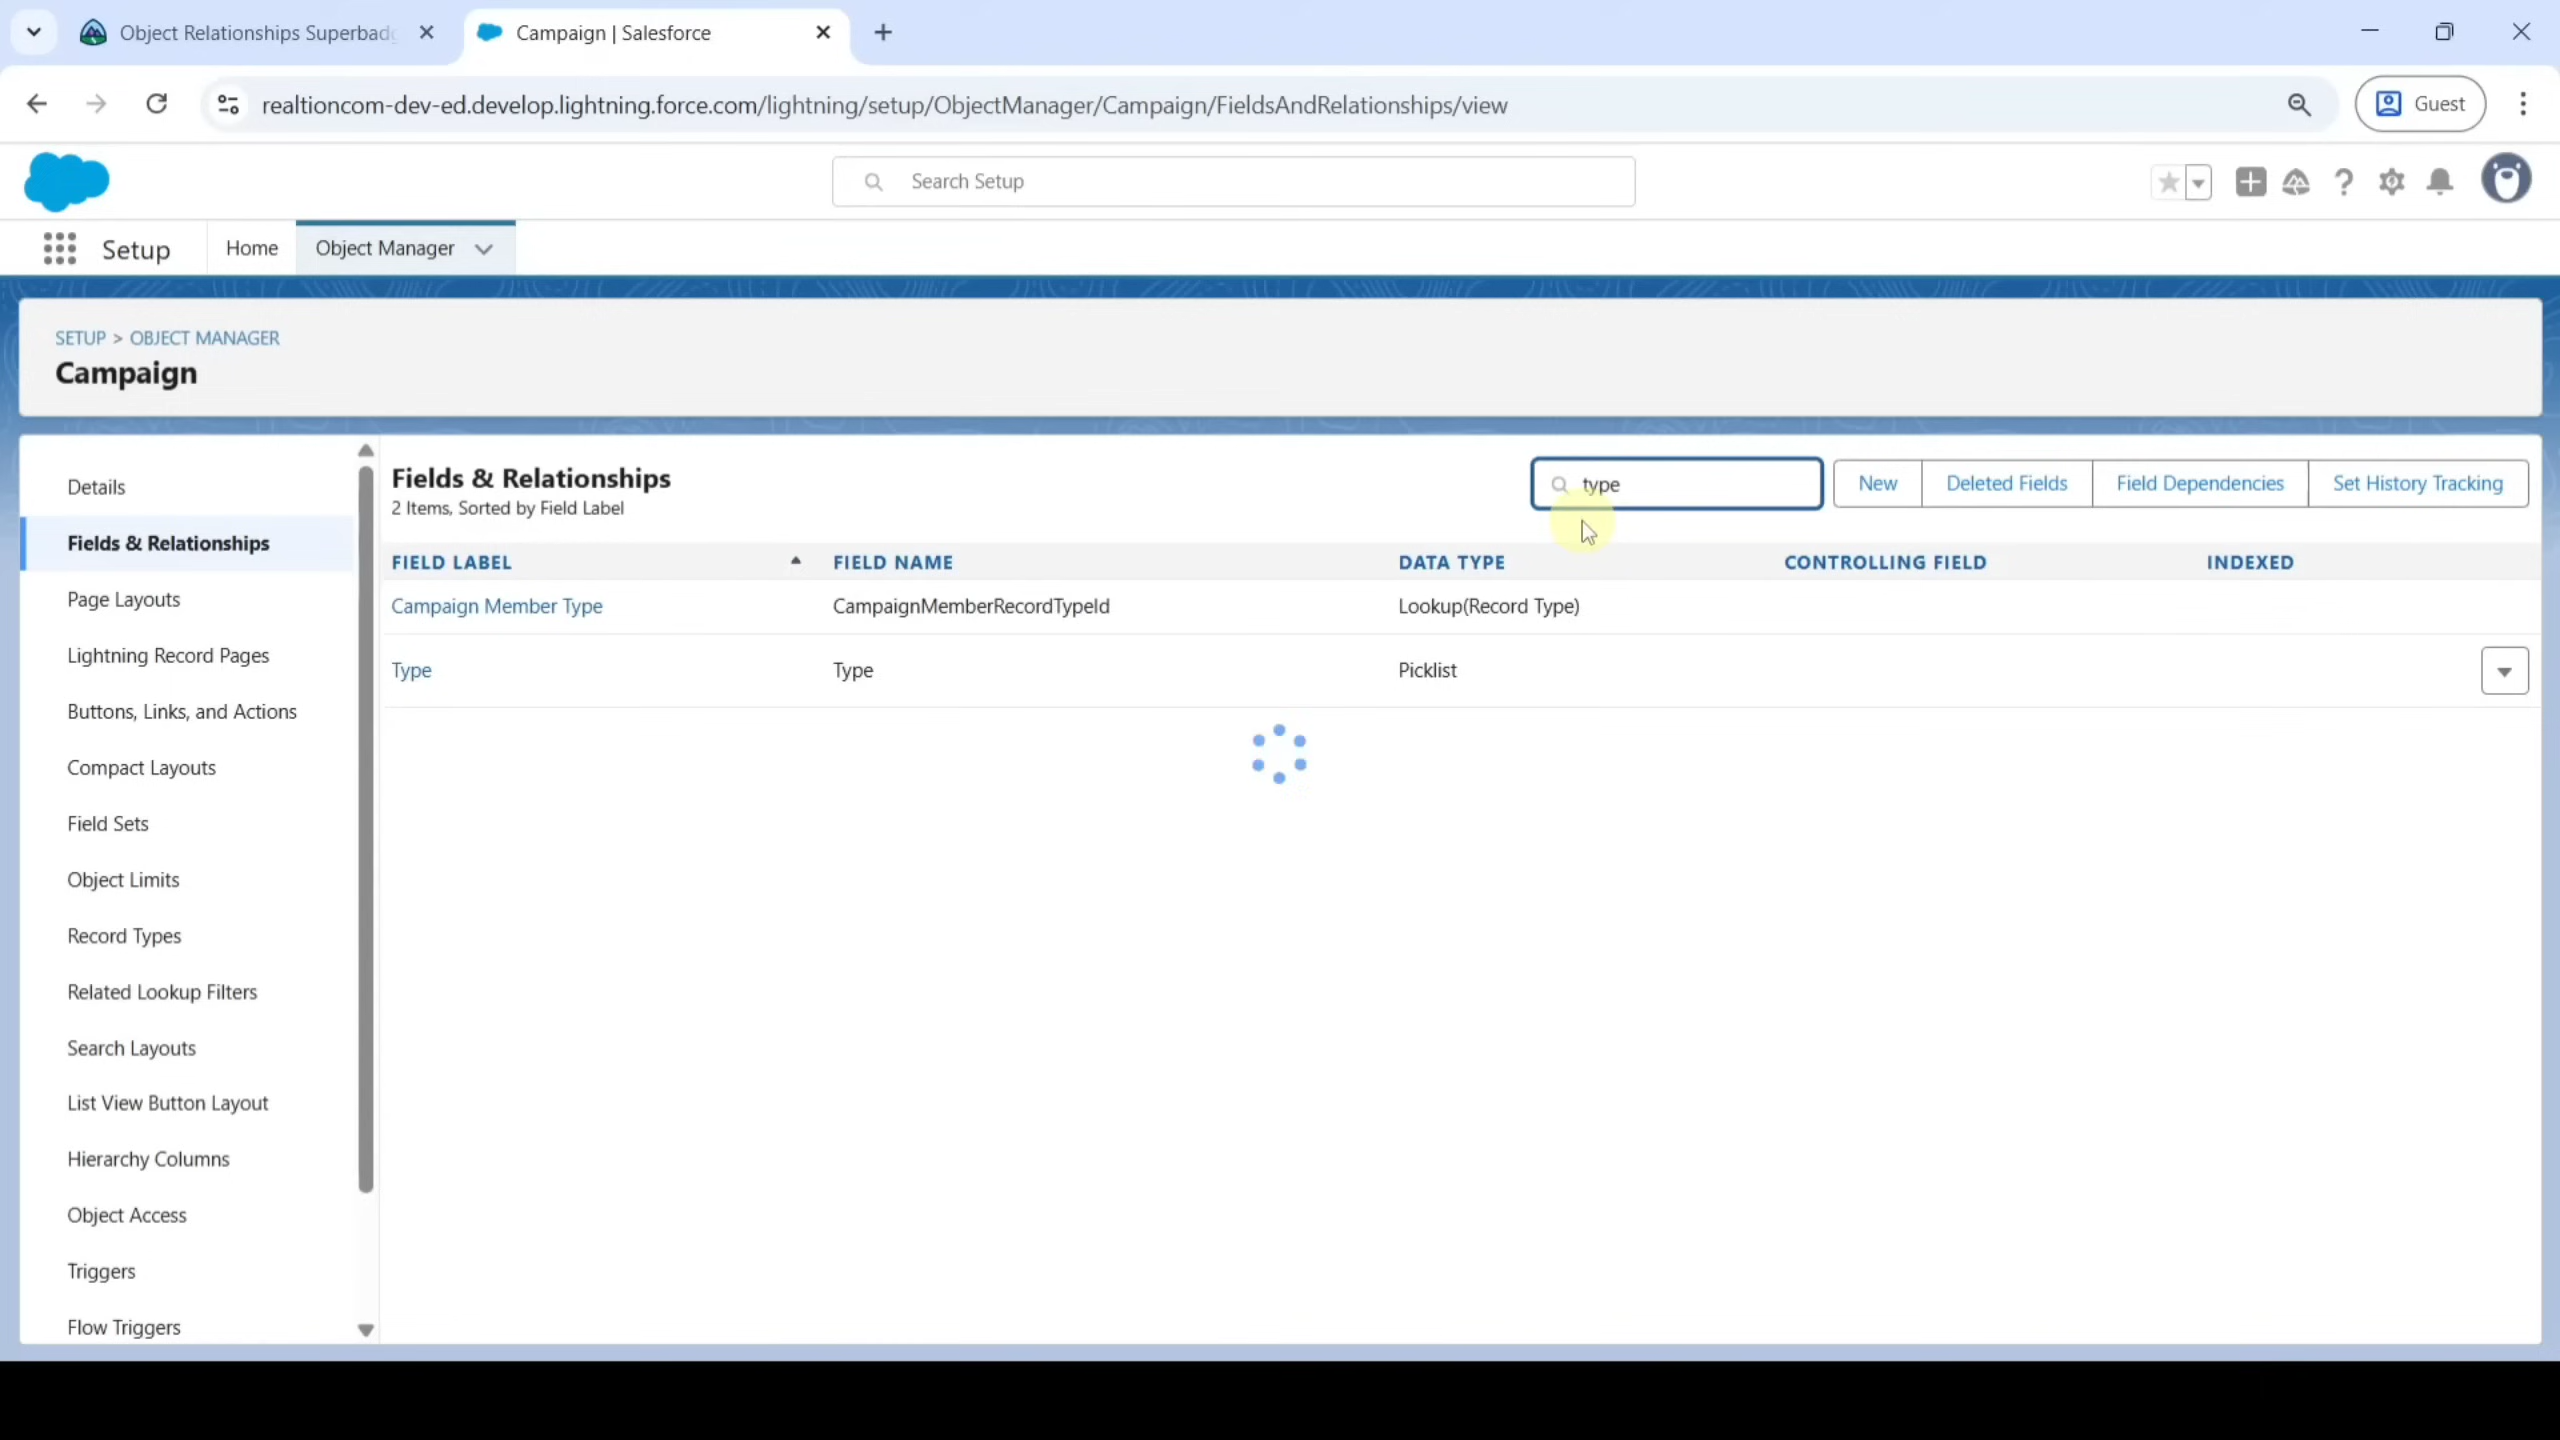 Object Relationships Superbadg
Campaign | Salesforce
realtioncom-dev-ed.develop.lightning.force.com/lightning/setup/ObjectManager/Campaign/FieldsAndRelationships/view
Guest
Search Setup
Setup
Home
Object Manager
SETUP > OBJECT MANAGER
Campaign
Details
Fields & Relationships
Page Layouts
Lightning Record Pages
Buttons, Links, and Actions
Compact Layouts
Field Sets
Object Limits
Record Types
Related Lookup Filters
Search Layouts
List View Button Layout
Hierarchy Columns
Object Access
Triggers
Flow Triggers
Fields & Relationships
2 Items, Sorted by Field Label
type
New
Deleted Fields
Field Dependencies
Set History Tracking
FIELD LABEL FIELD NAME DATA TYPE CONTROLLING FIELD INDEXED
Campaign Member Type CampaignMemberRecordTypeId Lookup(Record Type)
Type Type Picklist